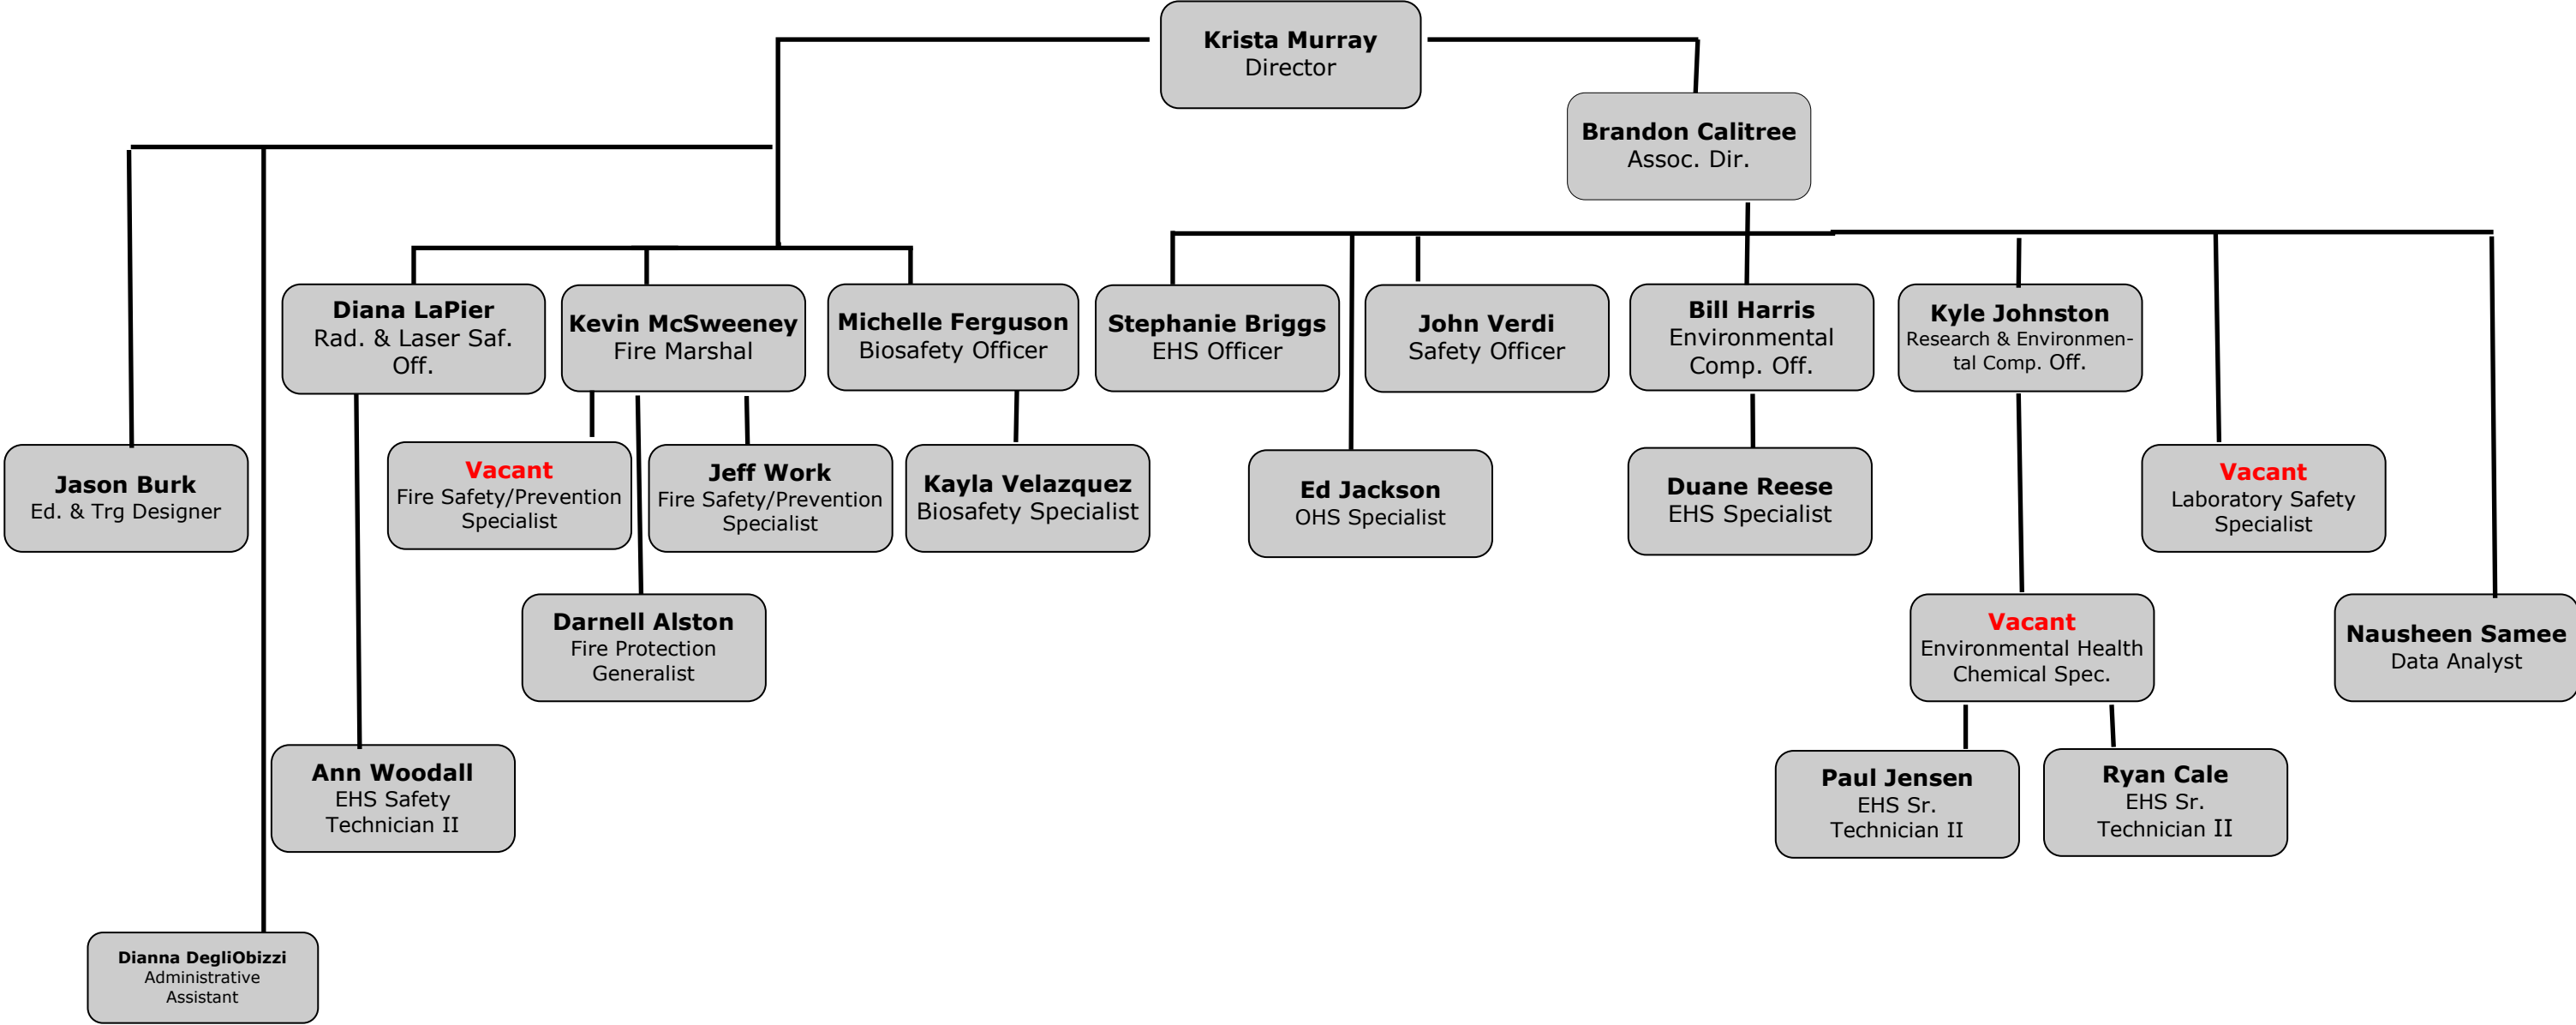 Krista Murray
Director
Brandon Calitree
Assoc. Dir.
Diana LaPier
Rad. & Laser Saf.
Off.
Kevin McSweeney
Fire Marshal
Michelle Ferguson
Biosafety Officer
Stephanie Briggs
EHS Officer
John Verdi
Safety Officer
Bill Harris
Environmental
Comp. Off.
Kyle Johnston
Research & Environmen-
tal Comp. Off.
Jason Burk
Ed. & Trg Designer
Vacant
Fire Safety/Prevention
Specialist
Jeff Work
Fire Safety/Prevention
Specialist
Kayla Velazquez
Biosafety Specialist
Ed Jackson
OHS Specialist
Duane Reese
EHS Specialist
Vacant
Laboratory Safety
Specialist
Darnell Alston
Fire Protection
Generalist
Vacant
Environmental Health
Chemical Spec.
Nausheen Samee
Data Analyst
Ann Woodall
EHS Safety
Technician II
Paul Jensen
EHS Sr.
Technician II
Ryan Cale
EHS Sr.
Technician II
Dianna DegliObizzi
Administrative
Assistant